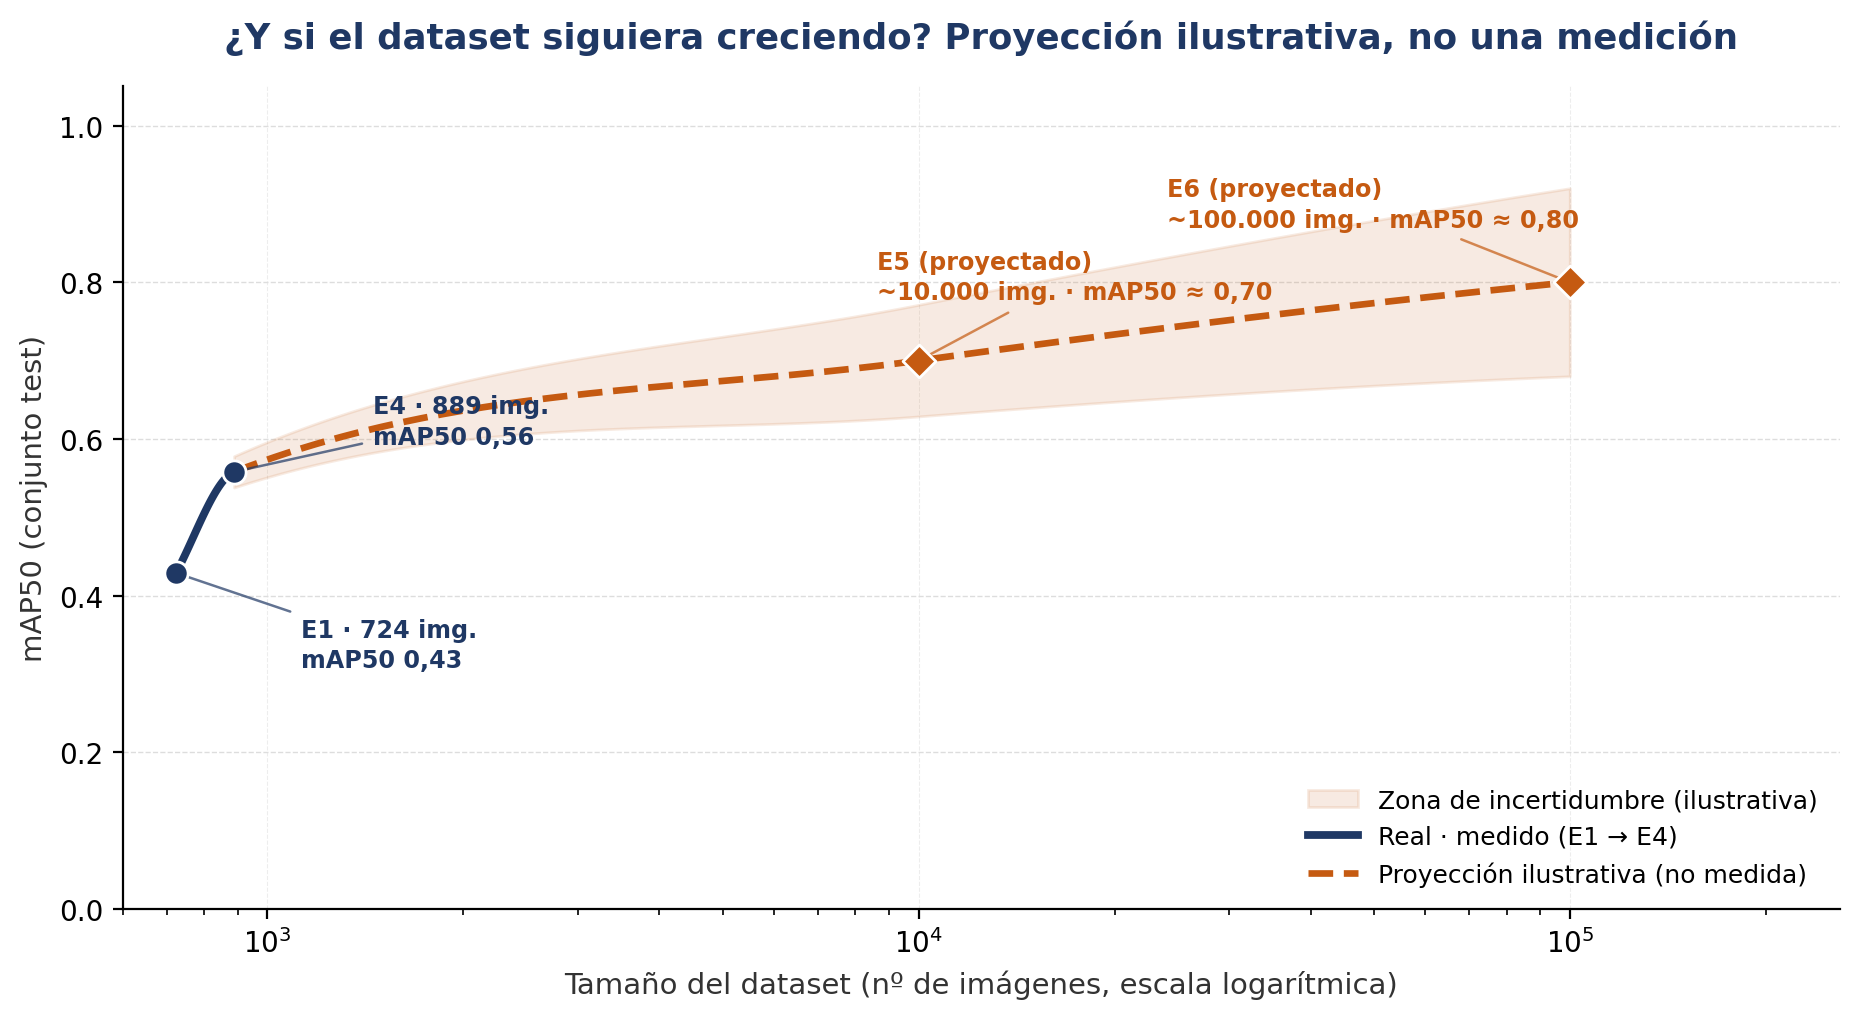 ¿Y si el dataset siguiera creciendo? Proyección ilustrativa, no una medición
mAP50 (conjunto test)
1.0
0.8
0.6
0.4
0.2
0.0
E6 (proyectado)
~100.000 img. · mAP50 ≈ 0,80
E5 (proyectado)
~10.000 img. · mAP50 ≈ 0,70
E4 · 889 img.
mAP50 0,56
E1 · 724 img.
mAP50 0,43
Zona de incertidumbre (ilustrativa)
Real · medido (E1 → E4)
Proyección ilustrativa (no medida)
10³ 10⁴ 10⁵
Tamaño del dataset (nº de imágenes, escala logarítmica)